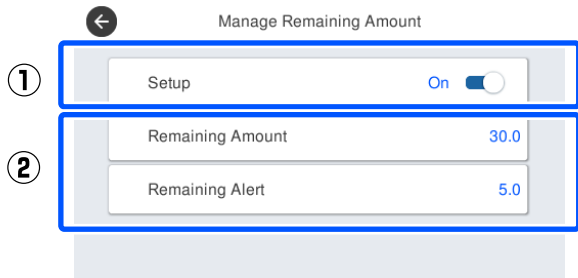 Manage Remaining Amount
① Setup On
② Remaining Amount 30.0
Remaining Alert 5.0